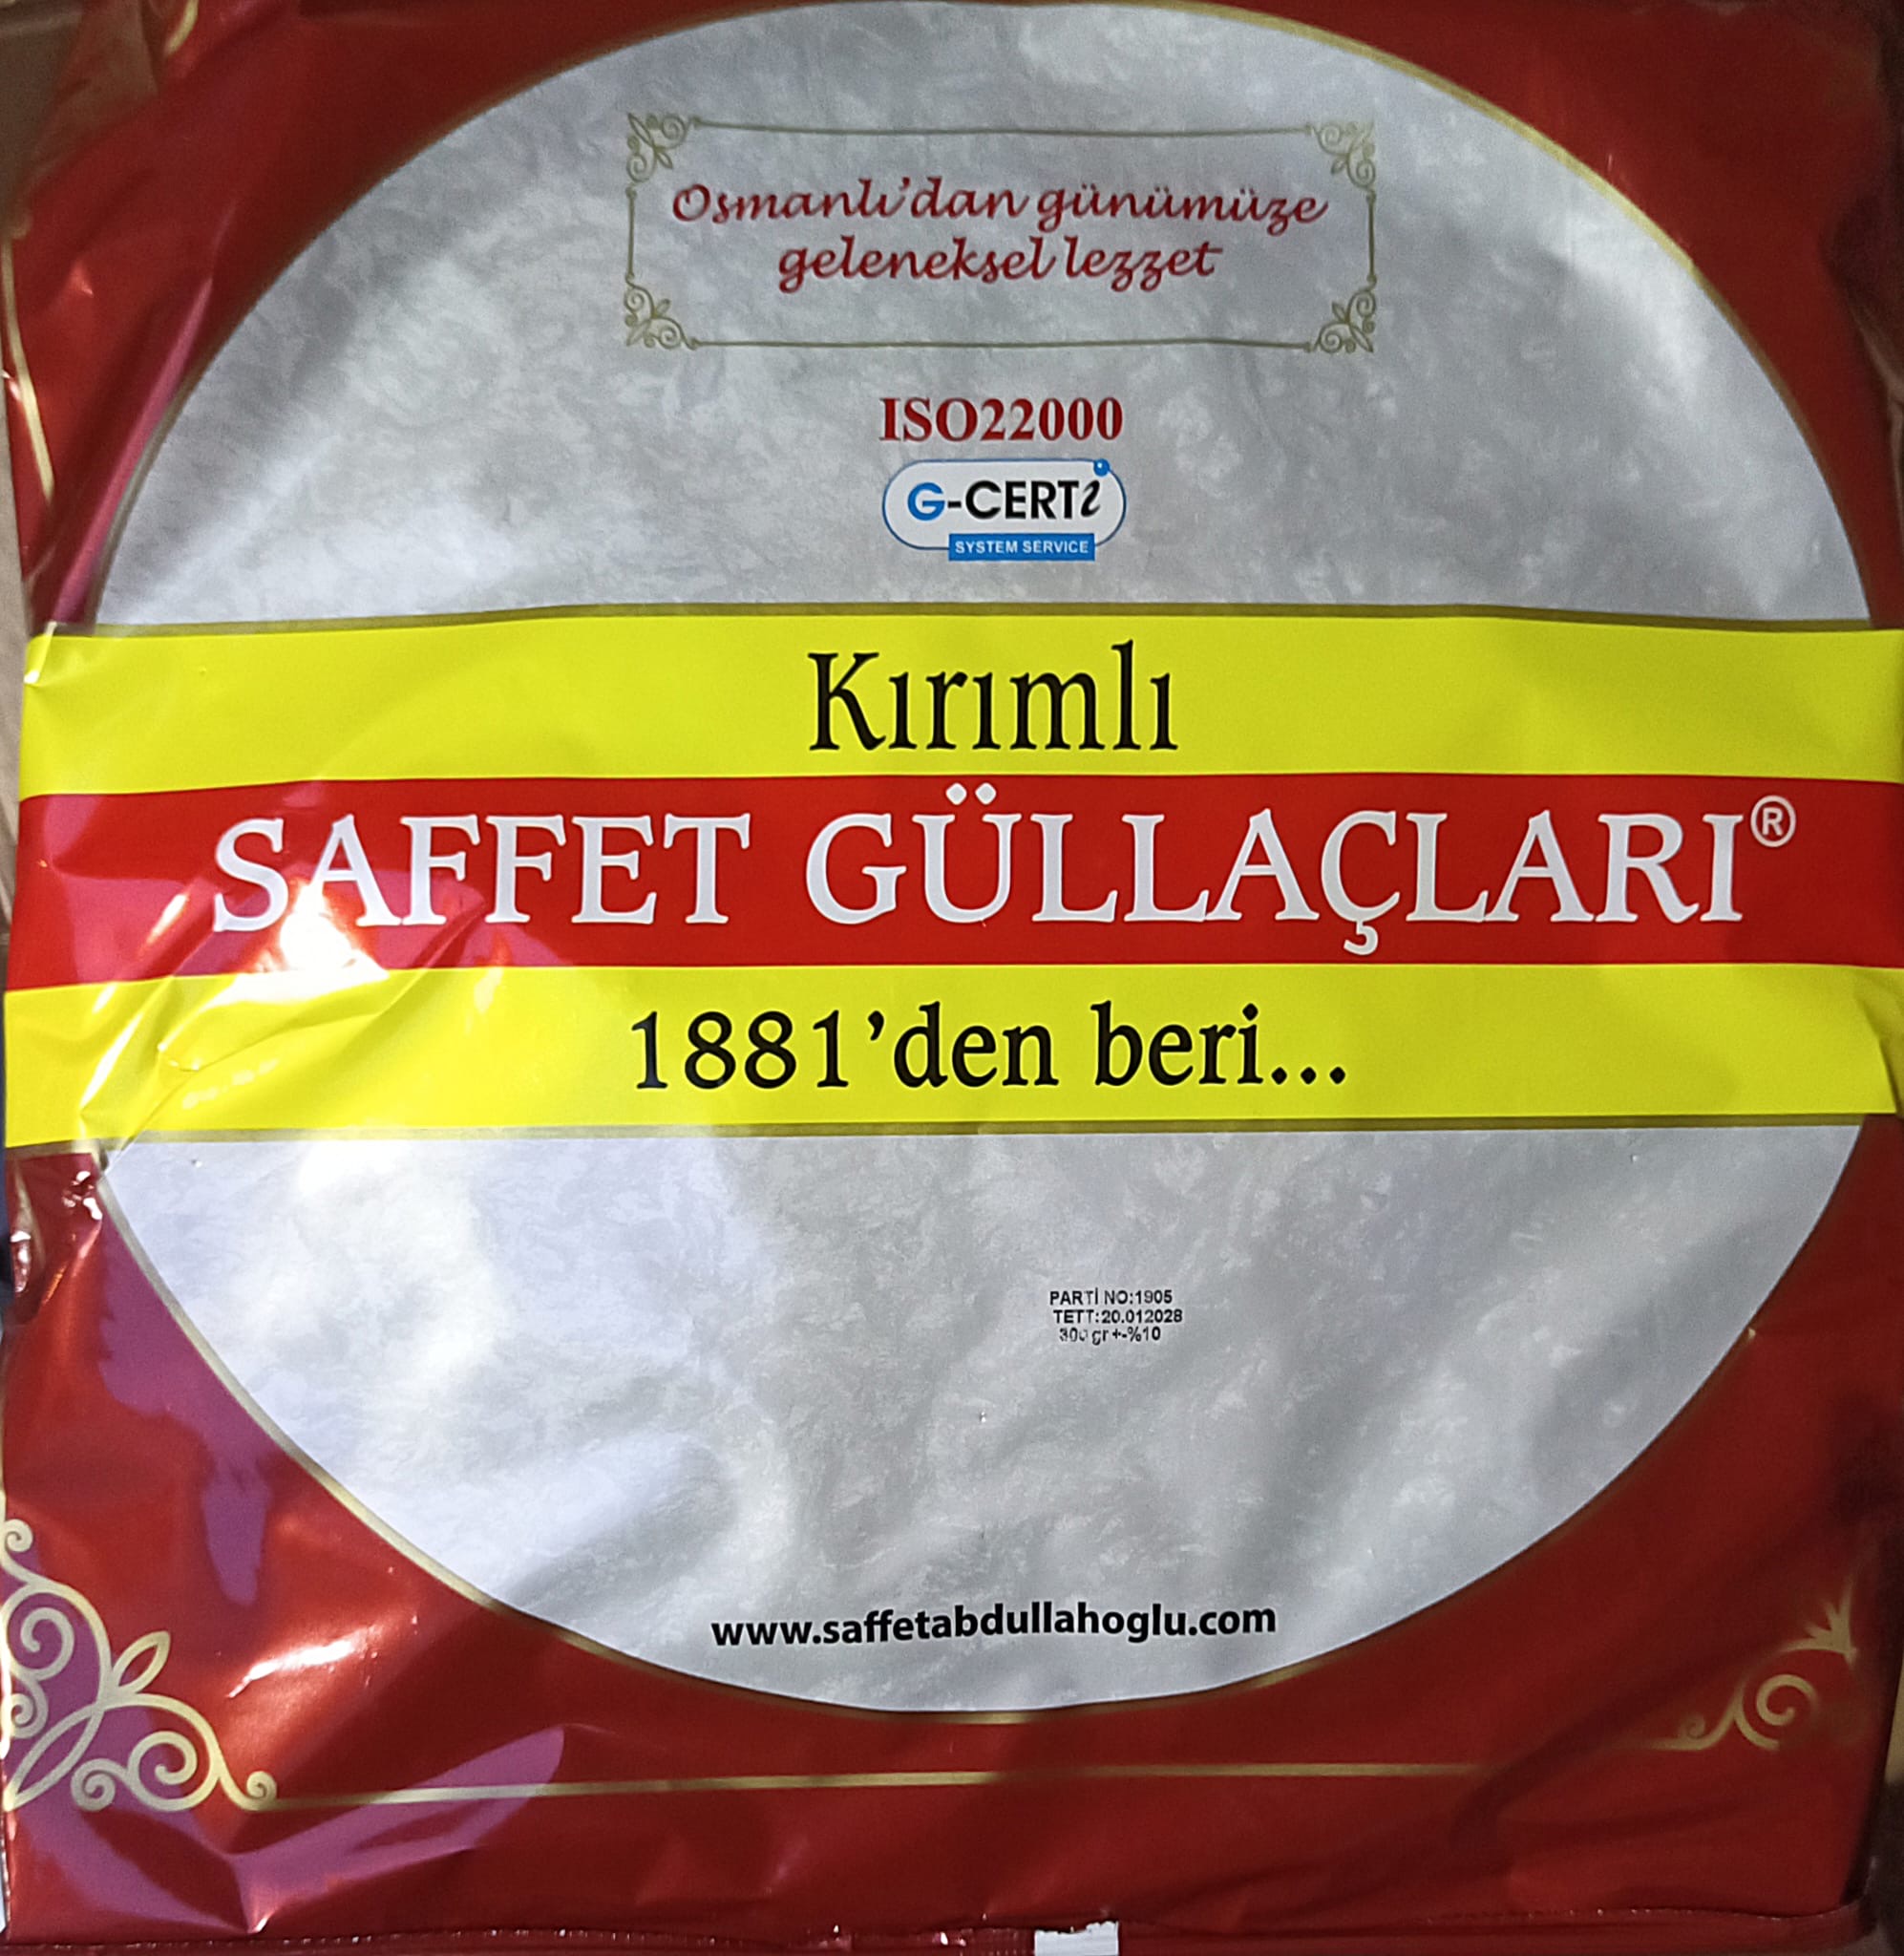 Osmanlı'dan günümüze
geleneksel lezzet
ISO22000
G-CERTi
SYSTEM SERVICE
Kırımlı
SAFFET GÜLLAÇLARI®
1881'den beri...
PARTİ NO:1905
TETT:20.012028
300 gr +-%10
www.saffetabdullahoglu.com